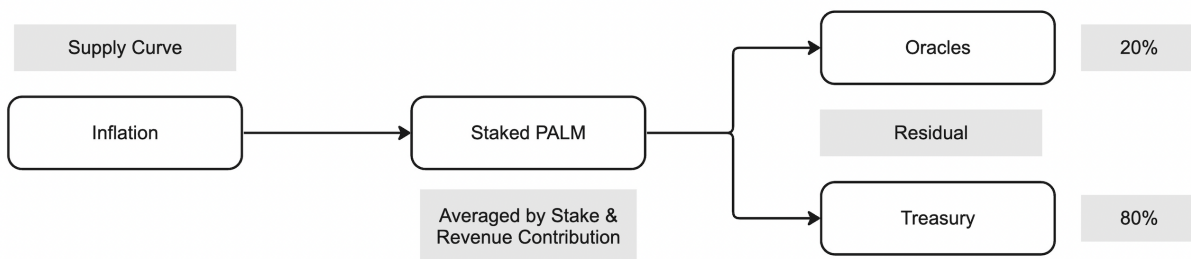 Supply Curve
Inflation
Staked PALM
Averaged by Stake &
Revenue Contribution
Oracles
20%
Residual
Treasury
80%